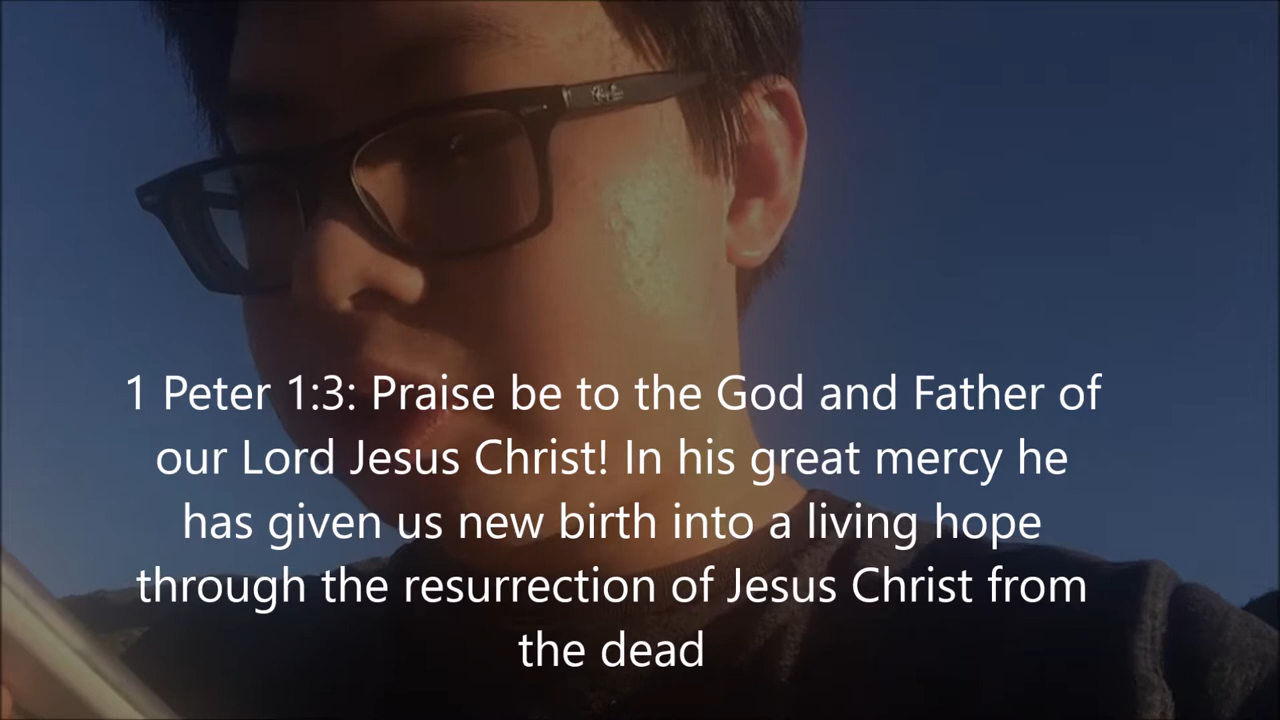 1 Peter 1:3: Praise be to the God and Father of
our Lord Jesus Christ! In his great mercy he
has given us new birth into a living hope
through the resurrection of Jesus Christ from
the dead